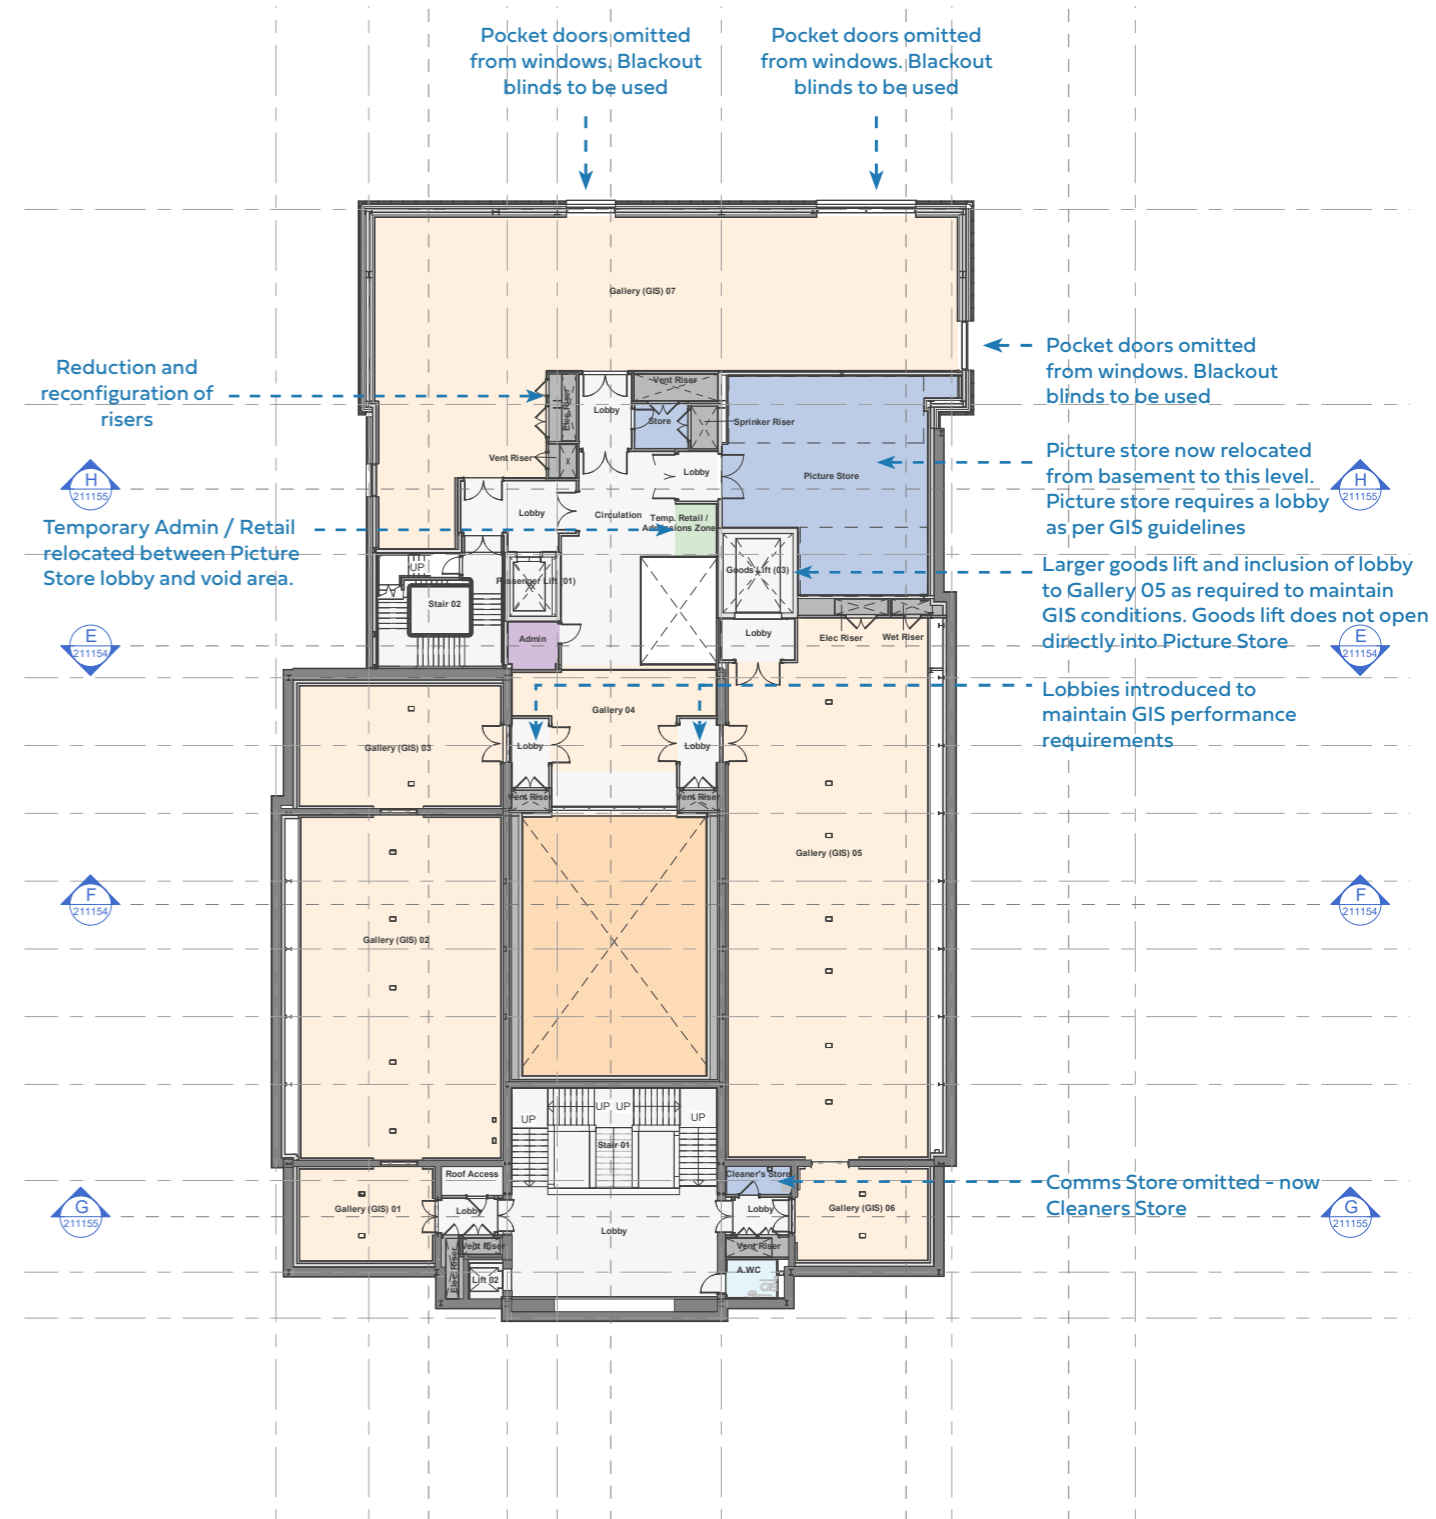 Pocket doors omitted
from windows. Blackout
blinds to be used
Pocket doors omitted
from windows. Blackout
blinds to be used
Gallery (GIS) 07
Reduction and
reconfiguration of
risers
Pocket doors omitted
from windows. Blackout
blinds to be used
Vent Riser
Elec Riser
Lobby
Store
Sprinker Riser
Vent Riser
Lobby
Picture Store
Picture store now relocated
from basement to this level.
Picture store requires a lobby
as per GIS guidelines
H
211155
H
211155
Temporary Admin / Retail
relocated between Picture
Store lobby and void area.
Lobby
Circulation
Temp. Retail /
Admissions Zone
UP
Passenger Lift (01)
Goods Lift (03)
Larger goods lift and inclusion of lobby
to Gallery 05 as required to maintain
GIS conditions. Goods lift does not open
directly into Picture Store
Stair 02
Admin
Lobby
Elec Riser
Wet Riser
E
211154
E
211154
Gallery 04
Lobbies introduced to
maintain GIS performance
requirements
Gallery (GIS) 03
Lobby
Lobby
Vent Riser
Vent Riser
Gallery (GIS) 05
F
211154
F
211154
Gallery (GIS) 02
UP
UP
UP
UP
Stair 01
Roof Access
Cleaner's Store
Comms Store omitted - now
Cleaners Store
Gallery (GIS) 01
Lobby
Lobby
Gallery (GIS) 06
G
211155
G
211155
Lobby
Vent Riser
Vent Riser
Elec Riser
Lift 02
A.WC